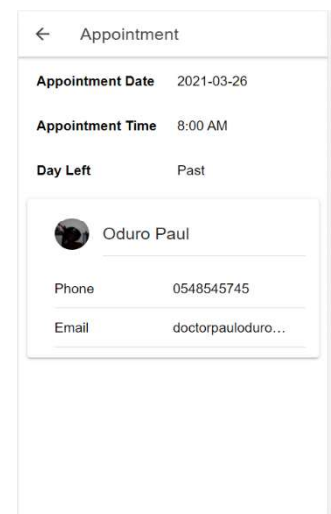 Appointment
Appointment Date 2021-03-26
Appointment Time 8:00 AM
Day Left Past
Oduro Paul
Phone 0548545745
Email doctorpauloduro...